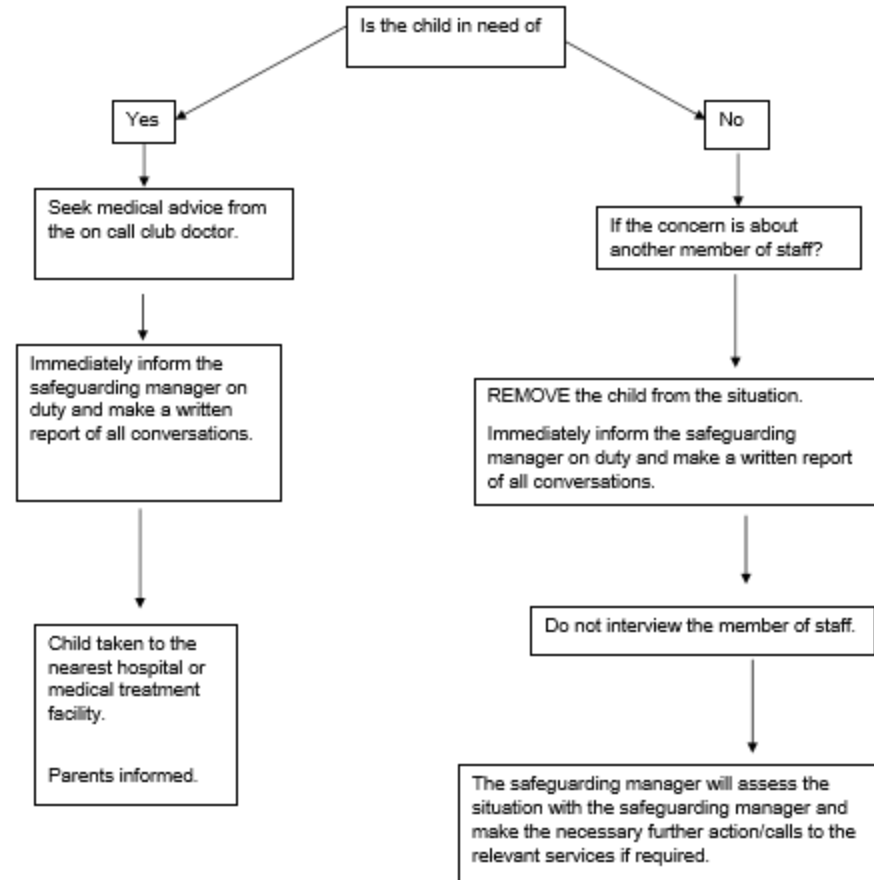 Is the child in need of
Yes
No
Seek medical advice from
the on call club doctor.
If the concern is about
another member of staff?
Immediately inform the
safeguarding manager on
duty and make a written
report of all conversations.
REMOVE the child from the situation.
Immediately inform the safeguarding
manager on duty and make a written report
of all conversations.
Do not interview the member of staff.
Child taken to the
nearest hospital or
medical treatment
facility.
Parents informed.
The safeguarding manager will assess the
situation with the safeguarding manager and
make the necessary further action/calls to the
relevant services if required.